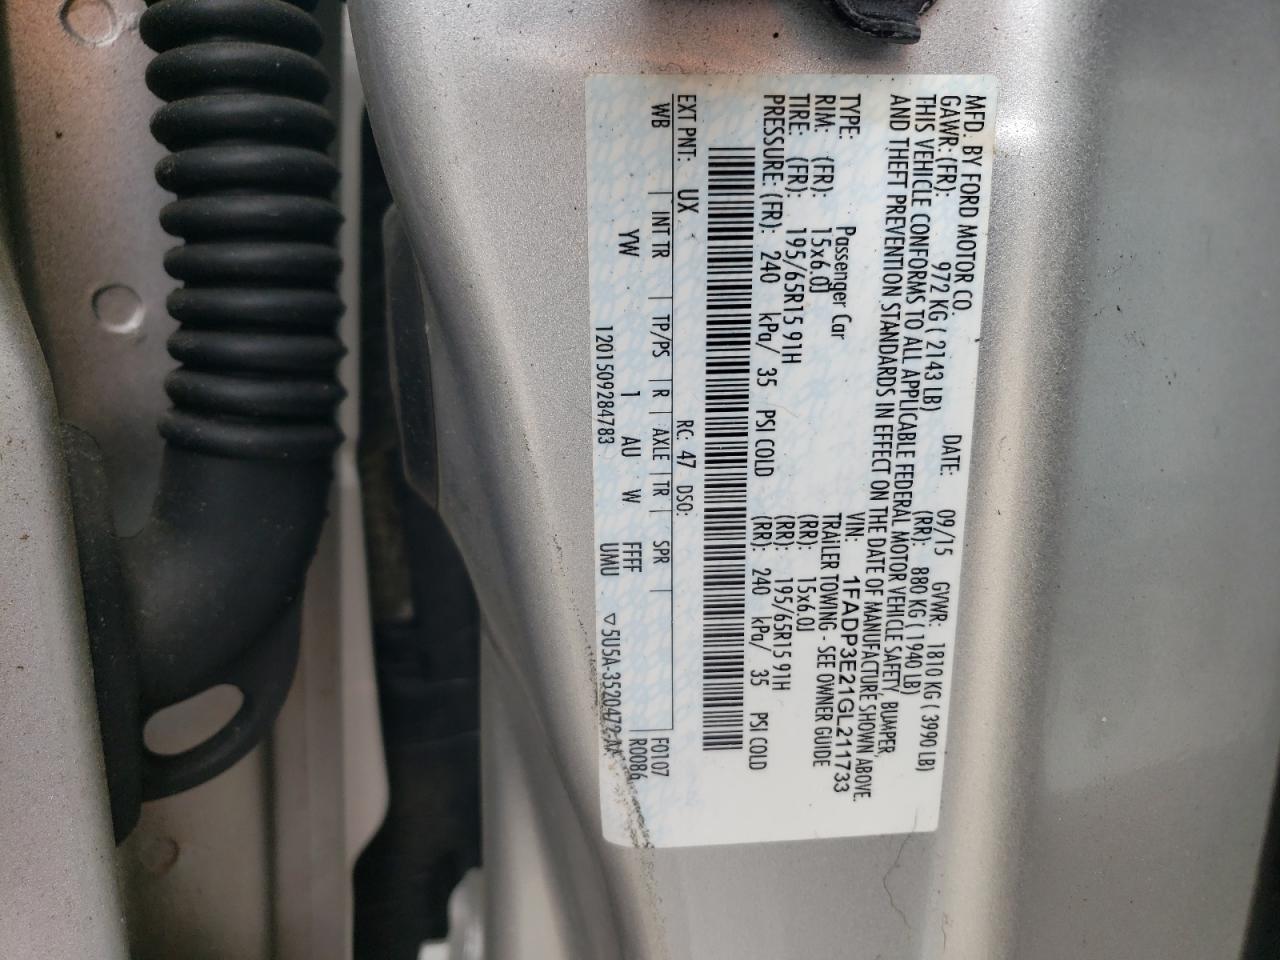 MFD. BY FORD MOTOR CO.
DATE: 09/15 GVWR: 1810 KG ( 3990 LB)
GAWR: (FR): 972 KG ( 2143 LB) (RR): 880 KG ( 1940 LB)
THIS VEHICLE CONFORMS TO ALL APPLICABLE FEDERAL MOTOR VEHICLE SAFETY, BUMPER,
AND THEFT PREVENTION STANDARDS IN EFFECT ON THE DATE OF MANUFACTURE SHOWN ABOVE.
VIN: 1FADP3E21GL211733
TYPE: Passenger Car TRAILER TOWING - SEE OWNER GUIDE
RIM: (FR): 15x6.0J (RR): 15x6.0J
TIRE: (FR): 195/65R15 91H (RR): 195/65R15 91H
PRESSURE: (FR): 240 kPa/ 35 PSI COLD (RR): 240 kPa/ 35 PSI COLD
EXT PNT: UX RC: 47 DSO: F0107
WB INT TR TP/PS R AXLE TR SPR R0086
YW 1 AU W FFFF
1201509284783 UMU ▽5U5A-3520472-AA